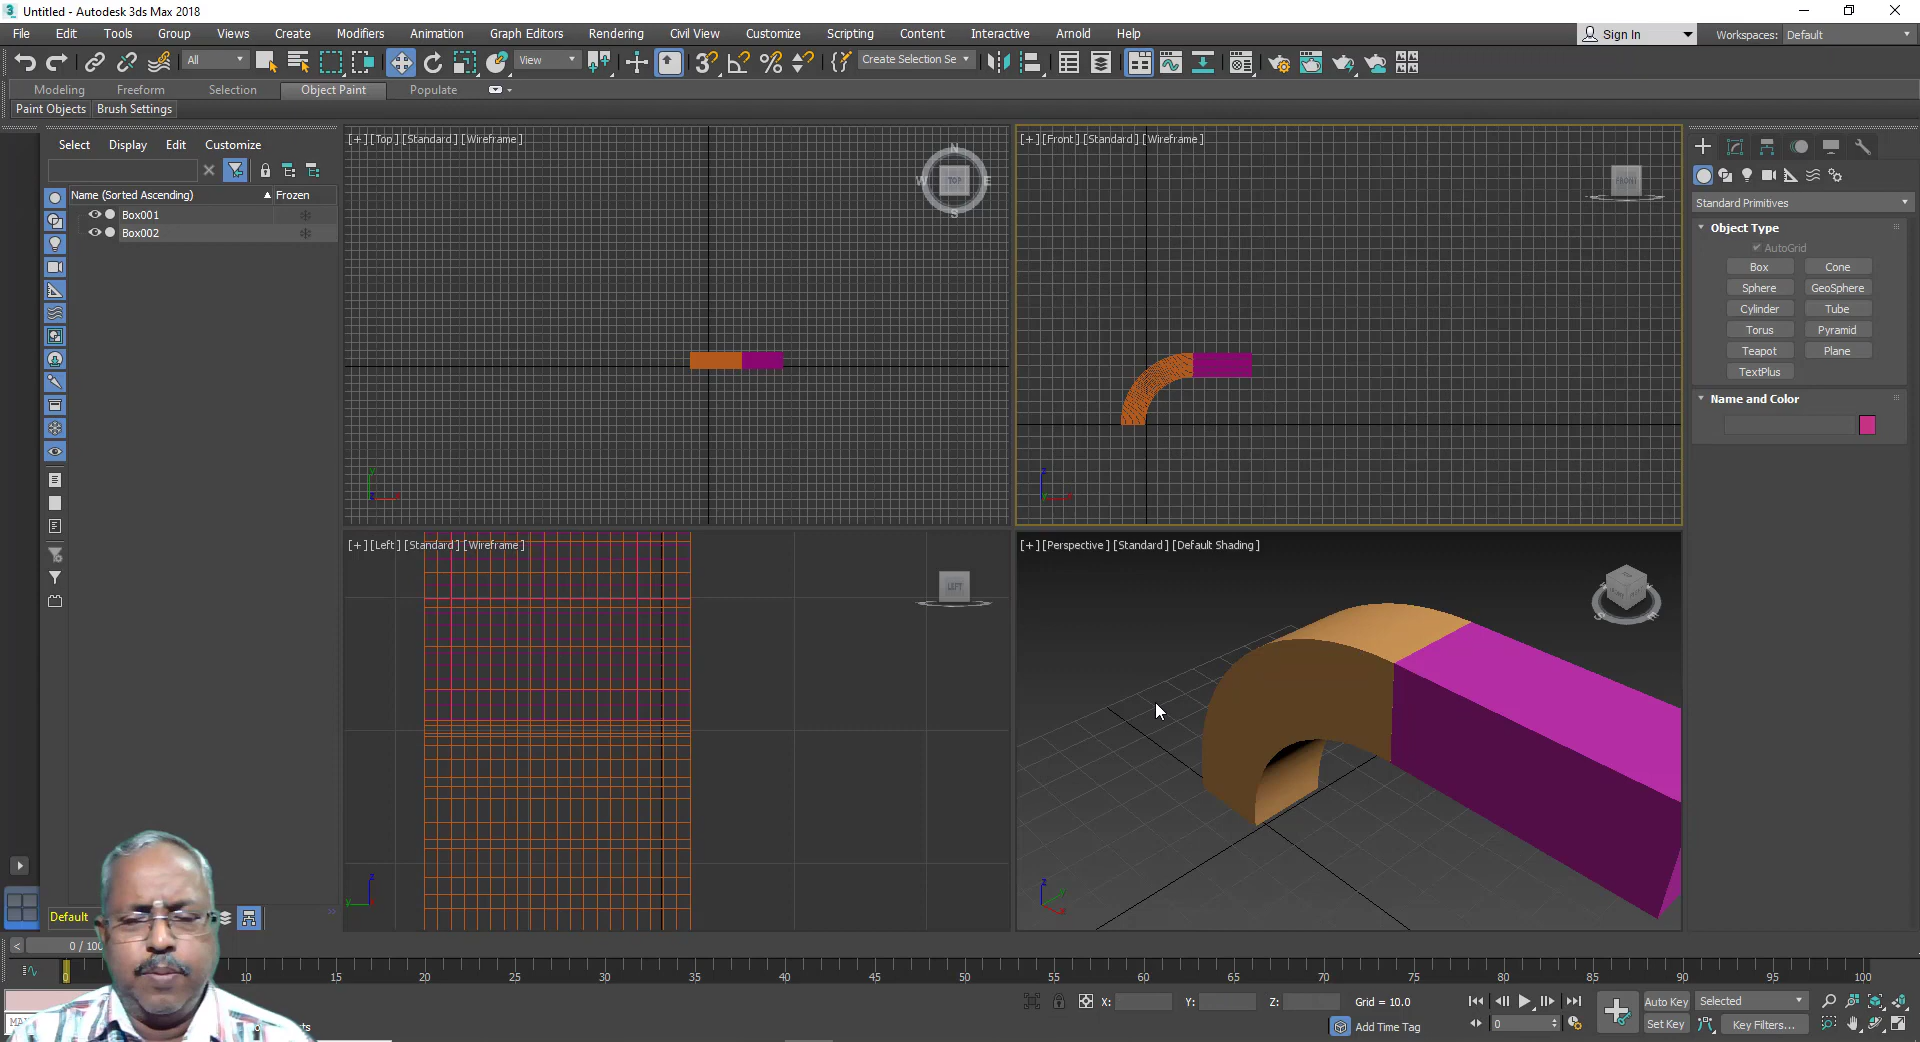 Untitled - Autodesk 3ds Max 2018
File Edit Tools Group Views Create Modifiers Animation Graph Editors Rendering Civil View Customize Scripting Content Interactive Arnold Help
Sign In Workspaces: Default
All View Create Selection Se
Modeling Freeform Selection Object Paint Populate
Paint Objects Brush Settings
Select Display Edit Customize
Name (Sorted Ascending) Frozen
Box001
Box002
[+][Top][Standard][Wireframe]
N
W TOP E
S
[+][Front][Standard][Wireframe]
FRONT
[+][Left][Standard][Wireframe]
LEFT
[+][Perspective][Standard][Default Shading]
Standard Primitives
Object Type
AutoGrid
Box Cone
Sphere GeoSphere
Cylinder Tube
Torus Pyramid
Teapot Plane
TextPlus
Name and Color
Default
0 / 100
0 10 15 20 25 30 35 40 45 50 55 60 65 70 75 80 85 90 95 100
X: Y: Z: Grid = 10.0
Auto Key Selected
Add Time Tag
0
Set Key Key Filters...